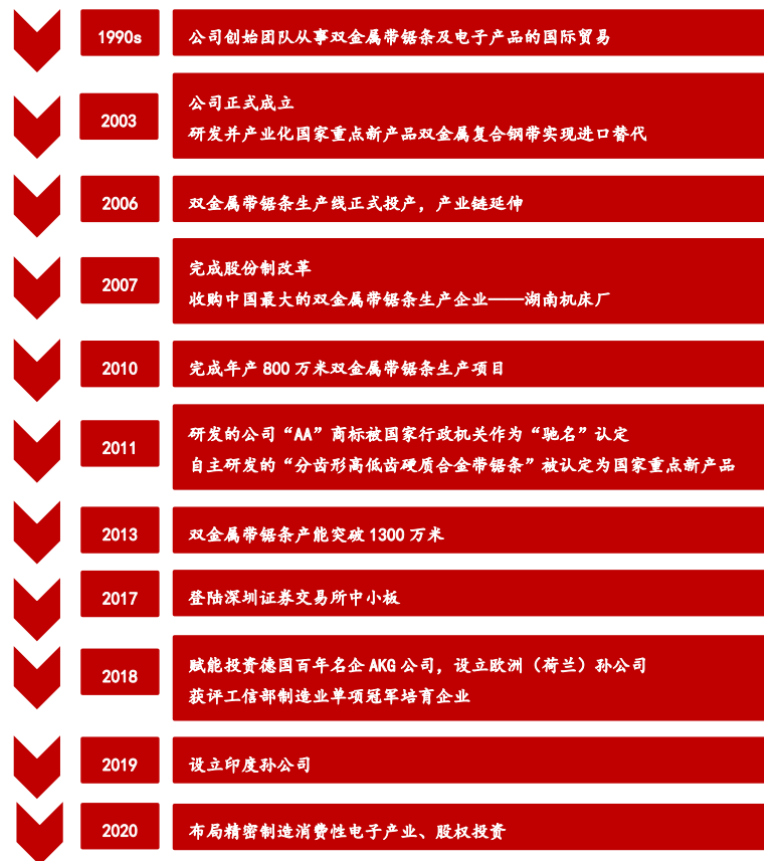 1990s
公司创始团队从事双金属带锯条及电子产品的国际贸易
2003
公司正式成立
研发并产业化国家重点新产品双金属复合钢带实现进口替代
2006
双金属带锯条生产线正式投产，产业链延伸
2007
完成股份制改革
收购中国最大的双金属带锯条生产企业——湖南机床厂
2010
完成年产 800 万米双金属带锯条生产项目
2011
研发的公司“AA”商标被国家行政机关作为“驰名”认定
自主研发的“分齿形高低齿硬质合金带锯条”被认定为国家重点新产品
2013
双金属带锯条产能突破 1300 万米
2017
登陆深圳证券交易所中小板
2018
赋能投资德国百年名企 AKG 公司，设立欧洲（荷兰）孙公司
获评工信部制造业单项冠军培育企业
2019
设立印度孙公司
2020
布局精密制造消费性电子产业、股权投资